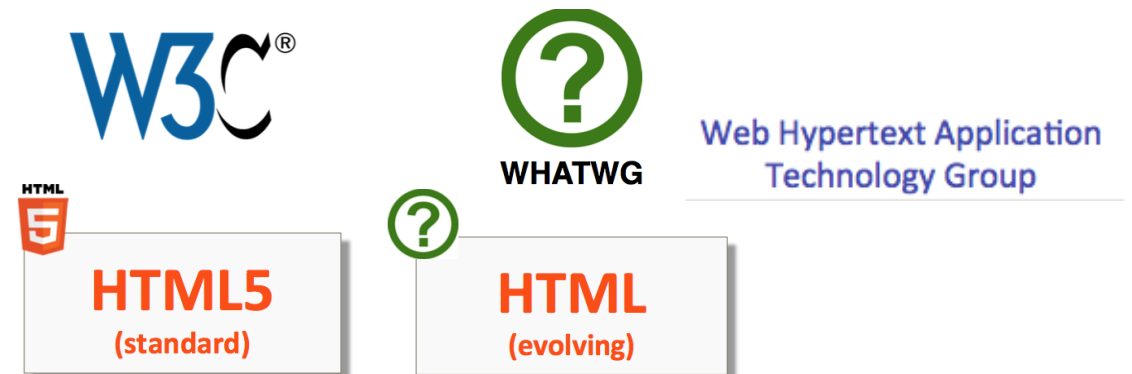 W3C®
?
WHATWG
Web Hypertext Application
Technology Group
HTML
5
HTML5
(standard)
?
HTML
(evolving)